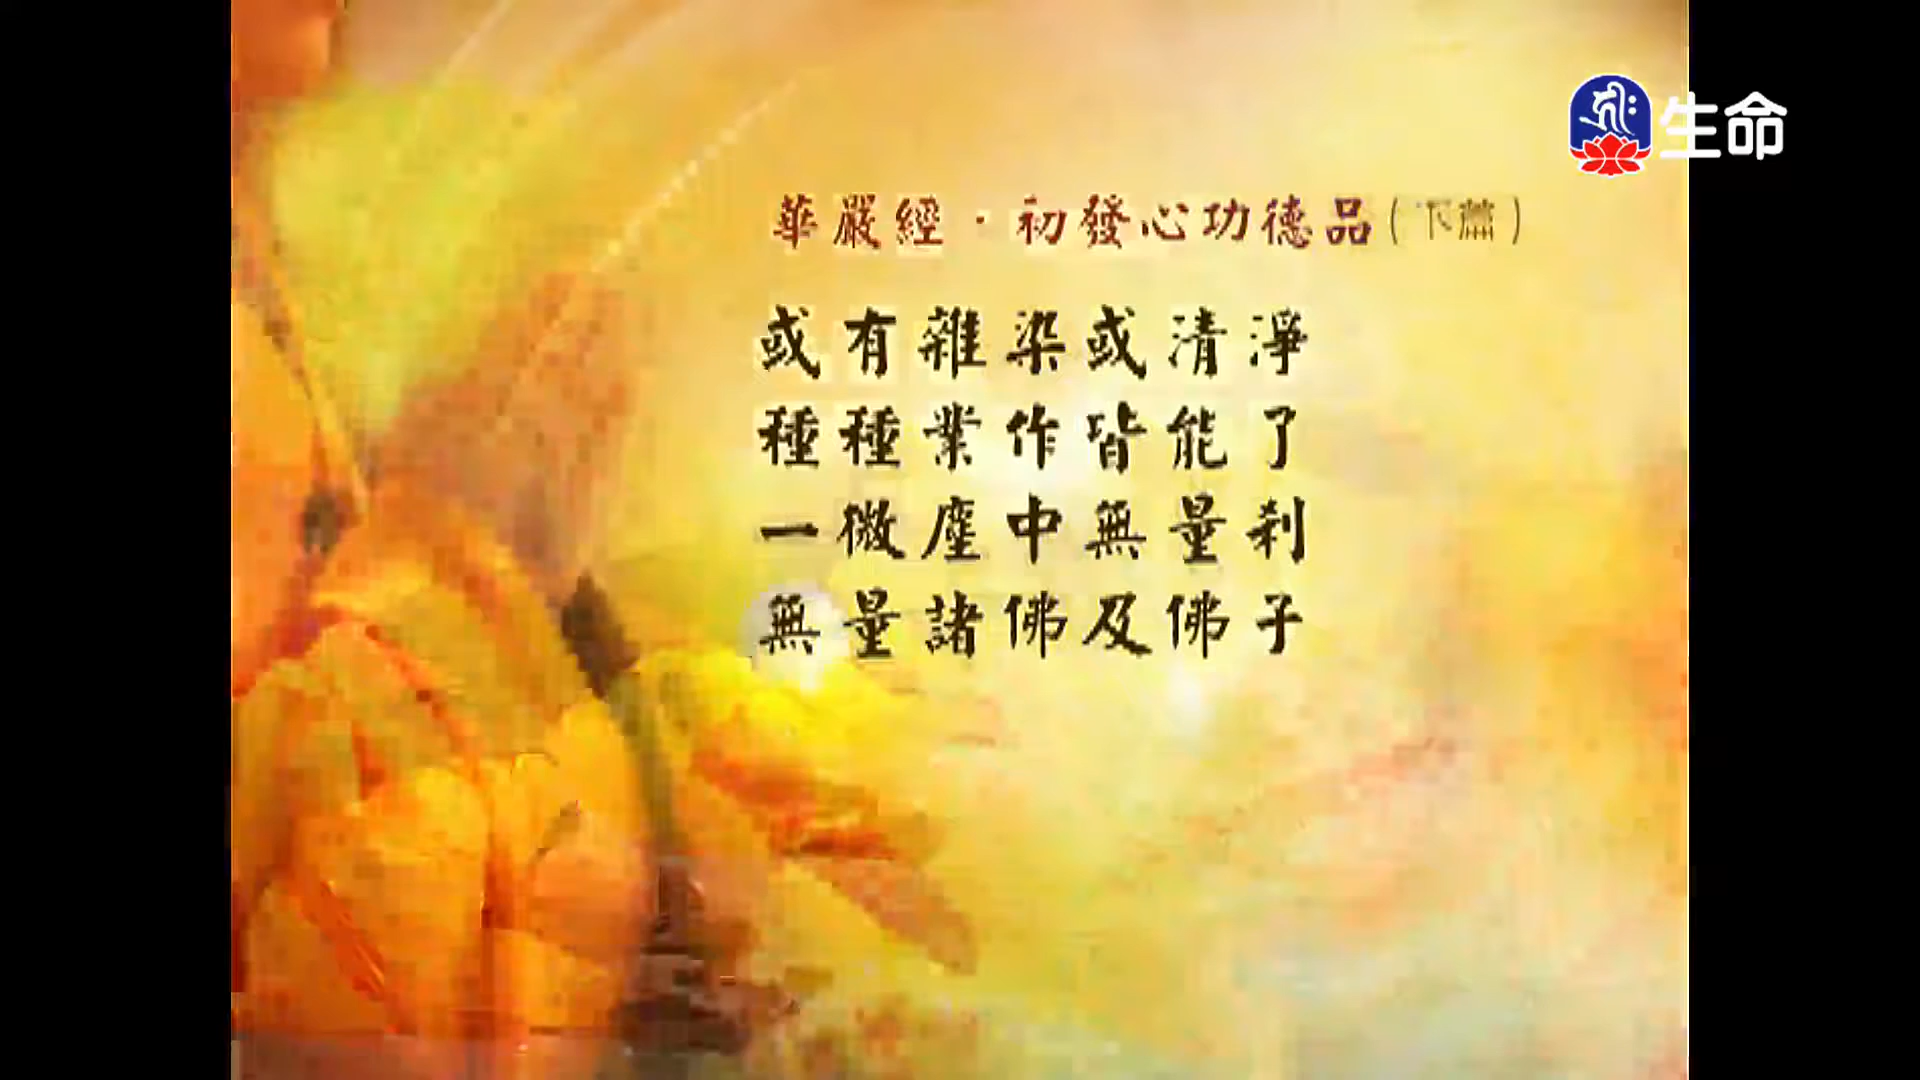 生命
華嚴經·初發心功德品(下篇)
或有雜染或清淨
種種業作皆能了
一微塵中無量剎
無量諸佛及佛子